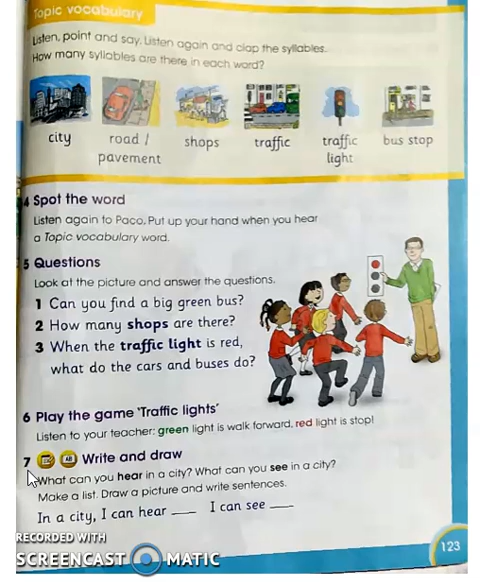 Topic vocabulary
Listen, point and say. Listen again and clap the syllables.
How many syllables are there in each word?
city
road / pavement
shops
traffic
traffic light
bus stop
4 Spot the word
Listen again to Paco. Put up your hand when you hear
a Topic vocabulary word.
5 Questions
Look at the picture and answer the questions.
1 Can you find a big green bus?
2 How many shops are there?
3 When the traffic light is red,
what do the cars and buses do?
6 Play the game 'Traffic lights'
Listen to your teacher: green light is walk forward, red light is stop!
7 AB Write and draw
What can you hear in a city? What can you see in a city?
Make a list. Draw a picture and write sentences.
In a city, I can hear ___ I can see ___
123
RECORDED WITH
SCREENCAST MATIC